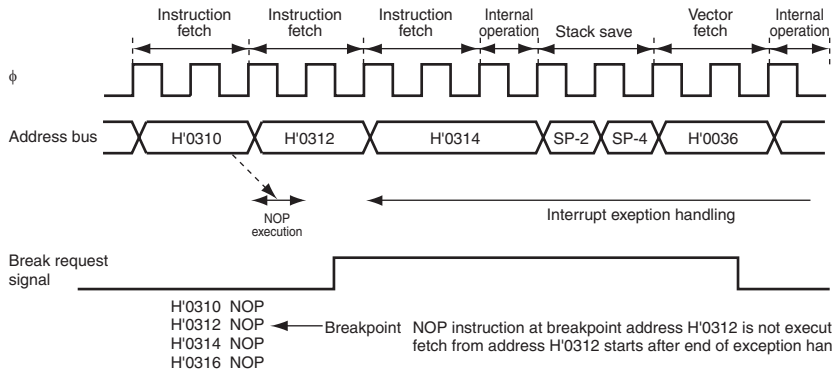 Instruction fetch Instruction fetch Instruction fetch Internal operation Stack save Vector fetch Internal operation
φ
Address bus H'0310 H'0312 H'0314 SP-2 SP-4 H'0036
NOP execution
Interrupt exeption handling
Break request signal
H'0310 NOP
H'0312 NOP Breakpoint NOP instruction at breakpoint address H'0312 is not execut
H'0314 NOP fetch from address H'0312 starts after end of exception han
H'0316 NOP